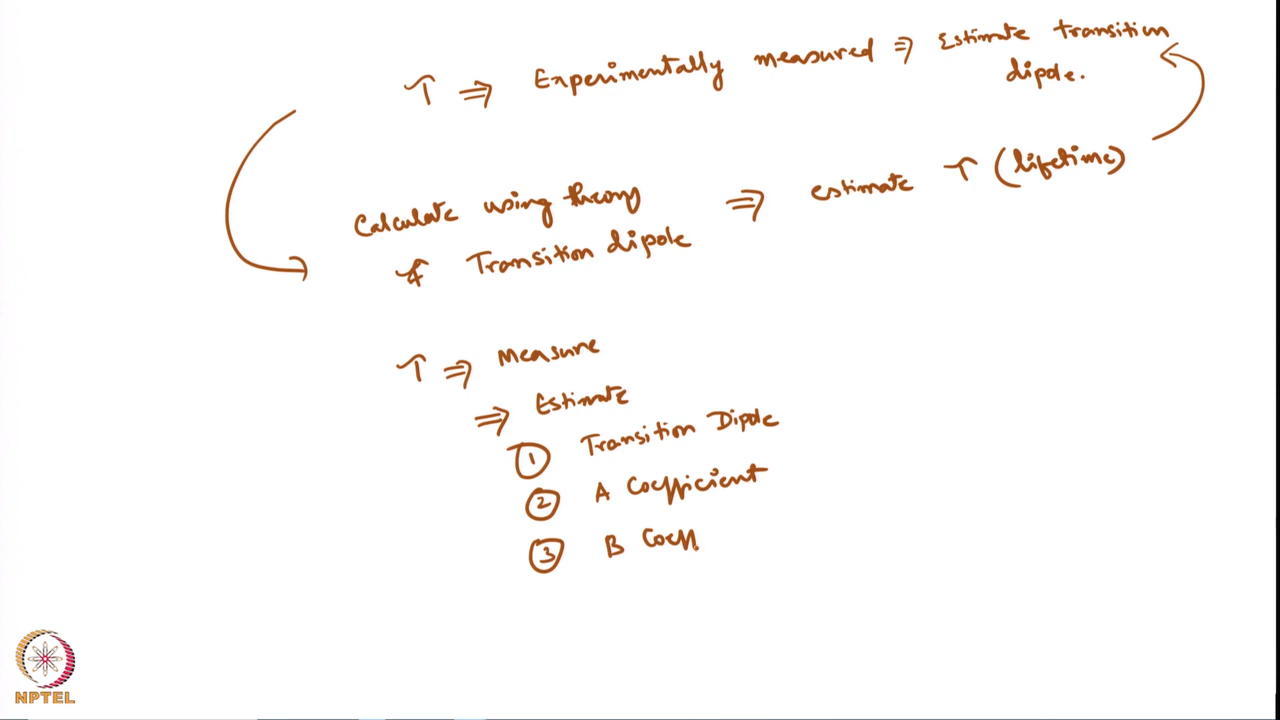 τ ⇒ Experimentally measured ⇒ Estimate transition
dipole.
Calculate using theory ⇒ estimate τ (lifetime)
Transition dipole
τ ⇒ Measure
⇒ Estimate
① Transition Dipole
② A Coefficient
③ B Coeff
NPTEL